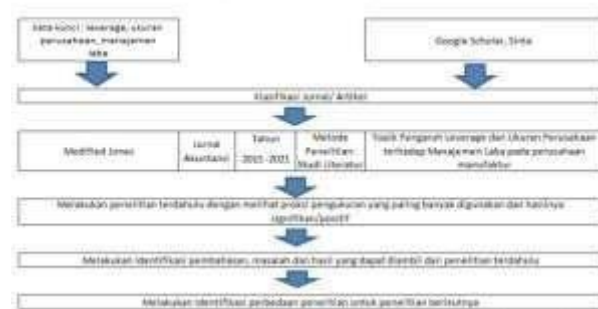 Kata kunci : leverage, ukuran
perusahaan, manajemen
laba
Google Scholar, Sinta
Klasifikasi Jurnal/ Artikel
Modified Jones
Jurnal
Akuntansi
Tahun
2015 -2021
Metode
Penelitian
Studi Literatur
Topik Pengaruh Leverage dan Ukuran Perusahaan
terhadap Manajemen Laba pada perusahaan
manufaktur
Melakukan penelitian terdahulu dengan melihat proksi pengukuran yang paling banyak digunakan dan hasilnya
signifikan/positif
Melakukan identifikasi pembahasan, masalah dan hasil yang dapat diambil dari penelitian terdahulu
Melakukan identifikasi perbedaan penelitian untuk penelitian berikutnya